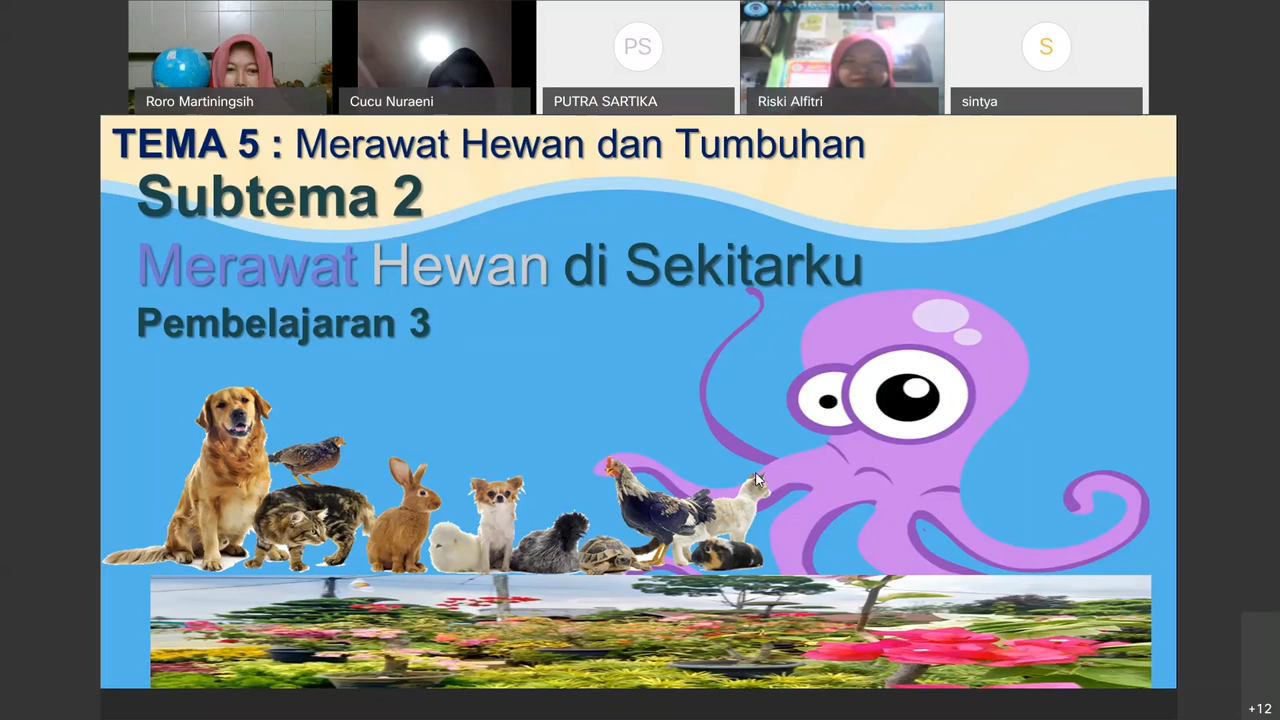 PS
S
Roro Martiningsih
Cucu Nuraeni
PUTRA SARTIKA
Riski Alfitri
sintya
TEMA 5 : Merawat Hewan dan Tumbuhan
Subtema 2
Merawat Hewan di Sekitarku
Pembelajaran 3
+12